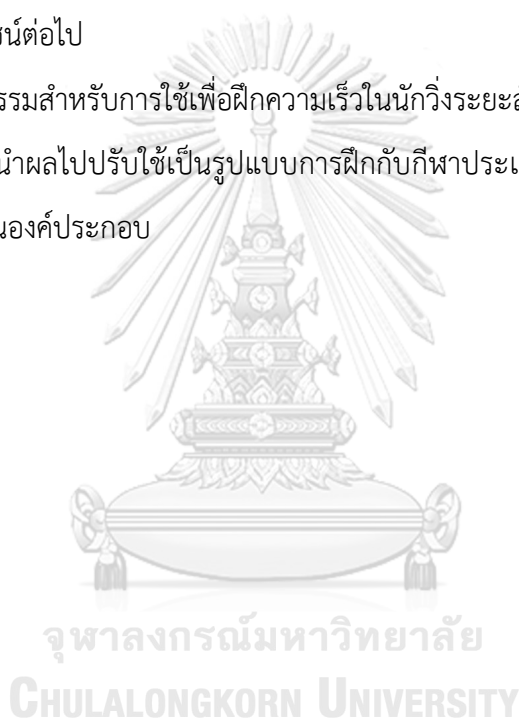 ชน์ต่อไป
รรมสำหรับการใช้เพื่อฝึกความเร็วในนักวิ่งระยะส
นำผลไปปรับใช้เป็นรูปแบบการฝึกกับกีฬาประเ
นองค์ประกอบ
จุฬาลงกรณ์มหาวิทยาลัย
CHULALONGKORN UNIVERSITY